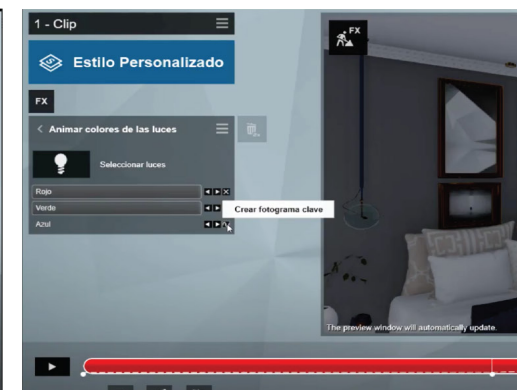 1 - Clip
Estilo Personalizado
FX
Animar colores de las luces
Seleccionar luces
Rojo
Verde
Crear fotograma clave
Azul
FX
The preview window will automatically update.